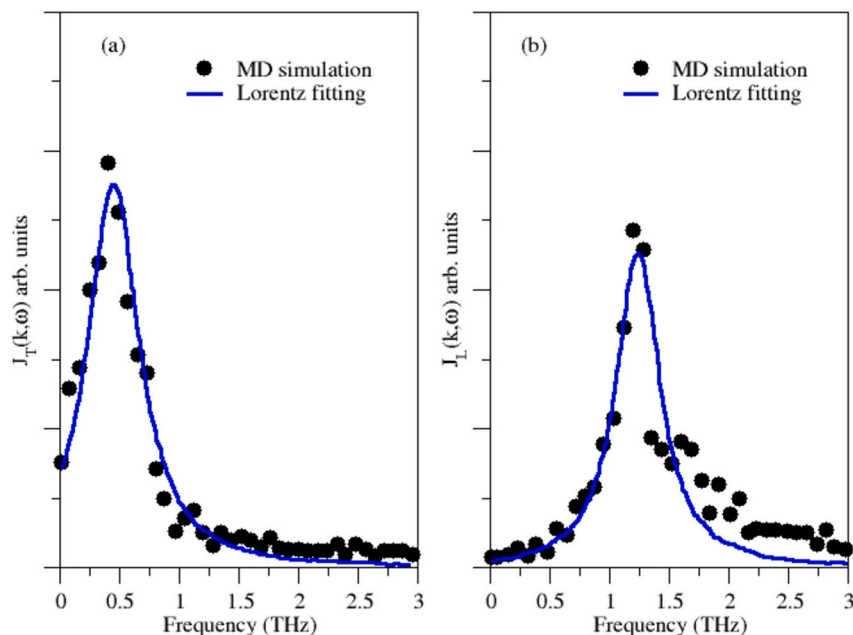 (a)
MD simulation
Lorentz fitting
J_T(k,ω) arb. units
0 0.5 1 1.5 2 2.5 3
Frequency (THz)
(b)
MD simulation
Lorentz fitting
J_L(k,ω) arb. units
0 0.5 1 1.5 2 2.5 3
Frequency (THz)